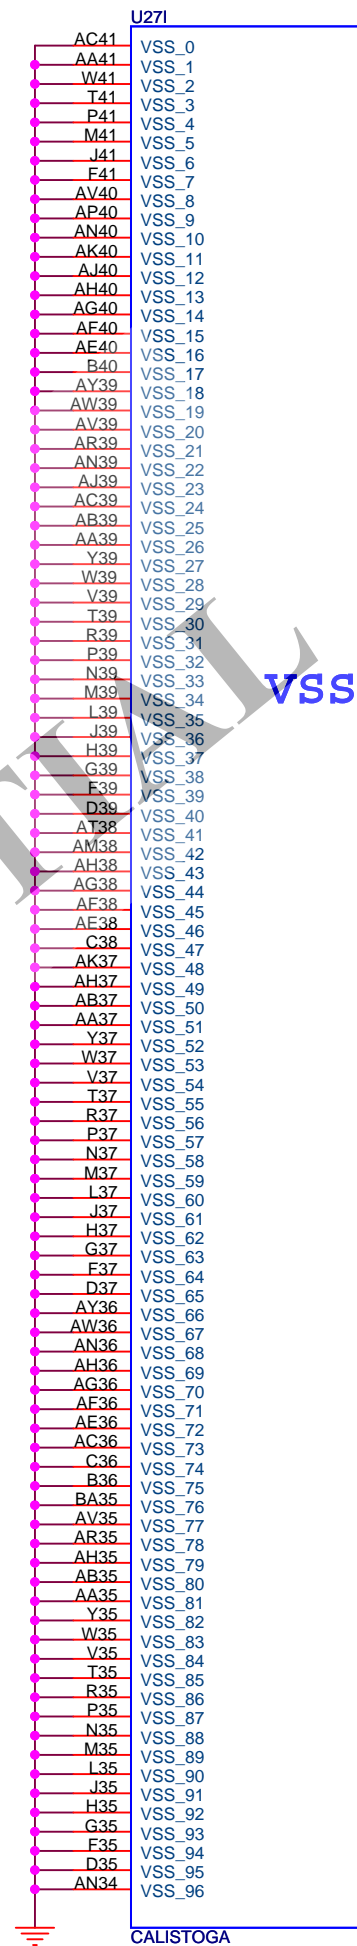 U27I
AC41 VSS_0
AA41 VSS_1
W41 VSS_2
T41 VSS_3
P41 VSS_4
M41 VSS_5
J41 VSS_6
F41 VSS_7
AV40 VSS_8
AP40 VSS_9
AN40 VSS_10
AK40 VSS_11
AJ40 VSS_12
AH40 VSS_13
AG40 VSS_14
AF40 VSS_15
AE40 VSS_16
B40 VSS_17
AY39 VSS_18
AW39 VSS_19
AV39 VSS_20
AR39 VSS_21
AN39 VSS_22
AJ39 VSS_23
AC39 VSS_24
AB39 VSS_25
AA39 VSS_26
Y39 VSS_27
W39 VSS_28
V39 VSS_29
T39 VSS_30
R39 VSS_31
P39 VSS_32
N39 VSS_33
VSS
M39 VSS_34
L39 VSS_35
J39 VSS_36
H39 VSS_37
G39 VSS_38
F39 VSS_39
D39 VSS_40
AT38 VSS_41
AM38 VSS_42
AH38 VSS_43
AG38 VSS_44
AF38 VSS_45
AE38 VSS_46
C38 VSS_47
AK37 VSS_48
AH37 VSS_49
AB37 VSS_50
AA37 VSS_51
Y37 VSS_52
W37 VSS_53
V37 VSS_54
T37 VSS_55
R37 VSS_56
P37 VSS_57
N37 VSS_58
M37 VSS_59
L37 VSS_60
J37 VSS_61
H37 VSS_62
G37 VSS_63
F37 VSS_64
D37 VSS_65
AY36 VSS_66
AW36 VSS_67
AN36 VSS_68
AH36 VSS_69
AG36 VSS_70
AF36 VSS_71
AE36 VSS_72
AC36 VSS_73
C36 VSS_74
B36 VSS_75
BA35 VSS_76
AV35 VSS_77
AR35 VSS_78
AH35 VSS_79
AB35 VSS_80
AA35 VSS_81
Y35 VSS_82
W35 VSS_83
V35 VSS_84
T35 VSS_85
R35 VSS_86
P35 VSS_87
N35 VSS_88
M35 VSS_89
L35 VSS_90
J35 VSS_91
H35 VSS_92
G35 VSS_93
F35 VSS_94
D35 VSS_95
AN34 VSS_96
CALISTOGA
TIAL